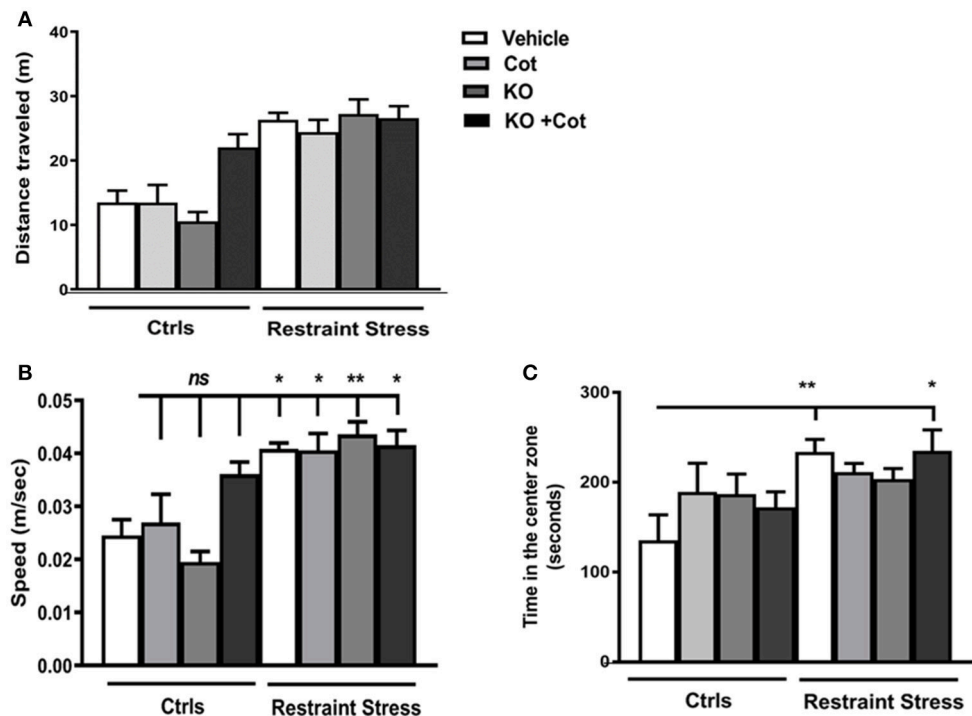 A
Distance traveled (m)
40
30
20
10
0
Ctrls
Restraint Stress
Vehicle
Cot
KO
KO +Cot
B
Speed (m/sec)
0.05
0.04
0.03
0.02
0.01
0.00
ns
*
*
**
*
Ctrls
Restraint Stress
C
Time in the center zone
(seconds)
300
200
100
0
**
*
Ctrls
Restraint Stress